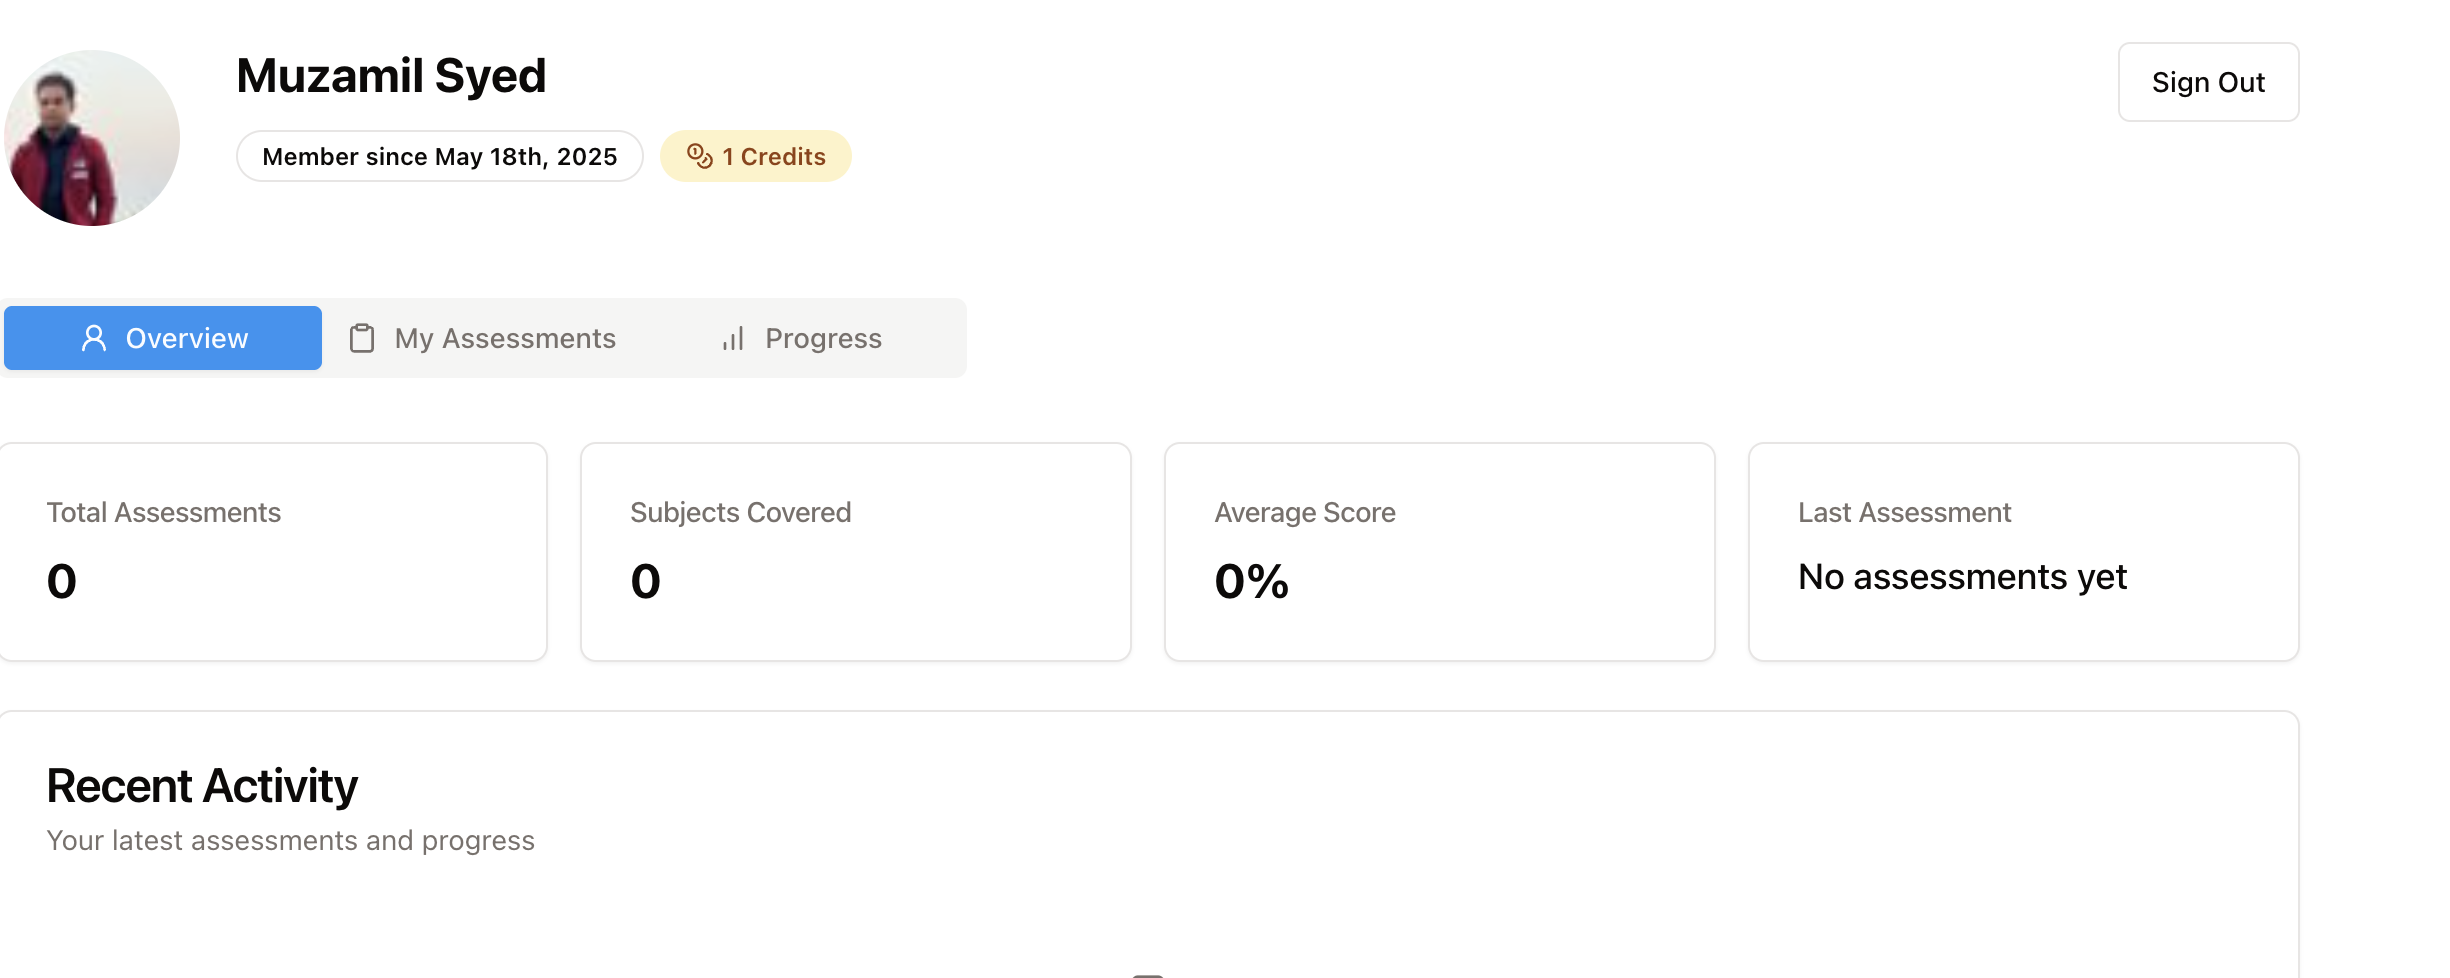 Muzamil Syed
Sign Out
Member since May 18th, 2025
1 Credits
Overview
My Assessments
Progress
Total Assessments
0
Subjects Covered
0
Average Score
0%
Last Assessment
No assessments yet
Recent Activity
Your latest assessments and progress